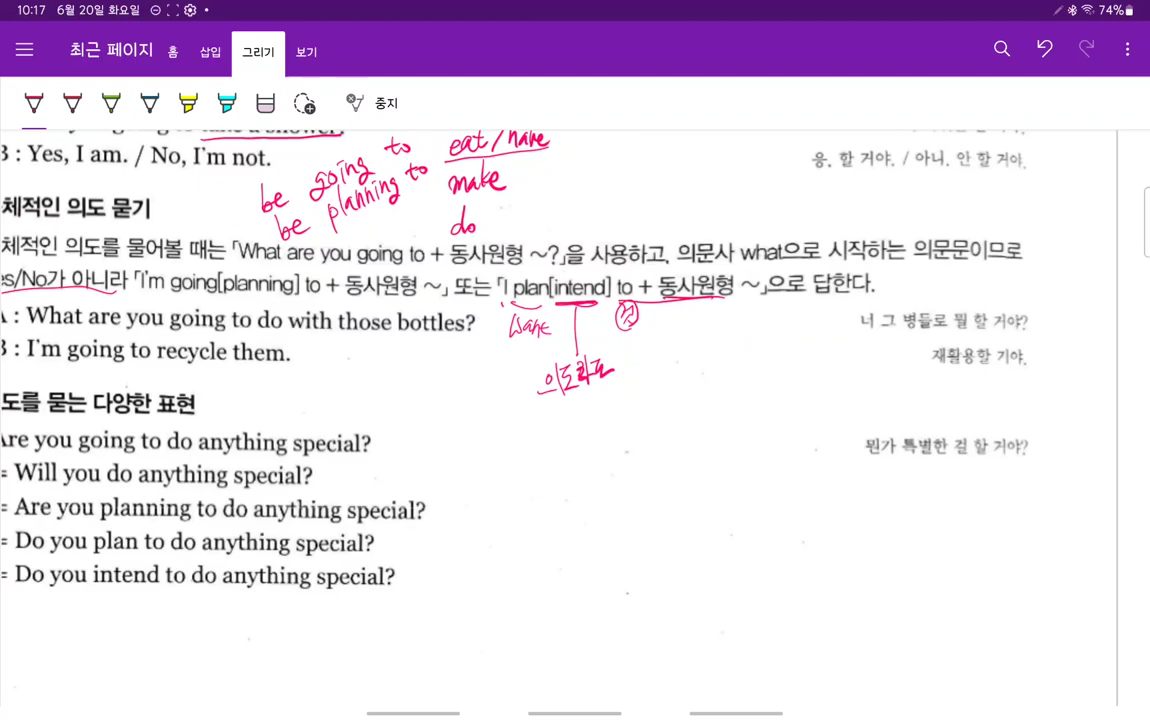 10:17 6월 20일 화요일 74%
최근 페이지 홈 삽입 그리기 보기
중지
eat/have
3 : Yes, I am. / No, I'm not.
응. 할 거야. / 아니. 안 할 거야.
be going to
make
be planning to
do
체적인 의도 묻기
체적인 의도를 물어볼 때는 「What are you going to + 동사원형 ~?」을 사용하고, 의문사 what으로 시작하는 의문문이므로
es/No가 아니라 「I'm going[planning] to + 동사원형 ~」 또는 「I plan[intend] to + 동사원형 ~」으로 답한다.
want 것
: What are you going to do with those bottles?
너 그 병들로 뭘 할 거야?
3 : I'm going to recycle them.
재활용할 거야.
도를 묻는 다양한 표현
Are you going to do anything special?
뭔가 특별한 걸 할 거야?
= Will you do anything special?
= Are you planning to do anything special?
= Do you plan to do anything special?
= Do you intend to do anything special?